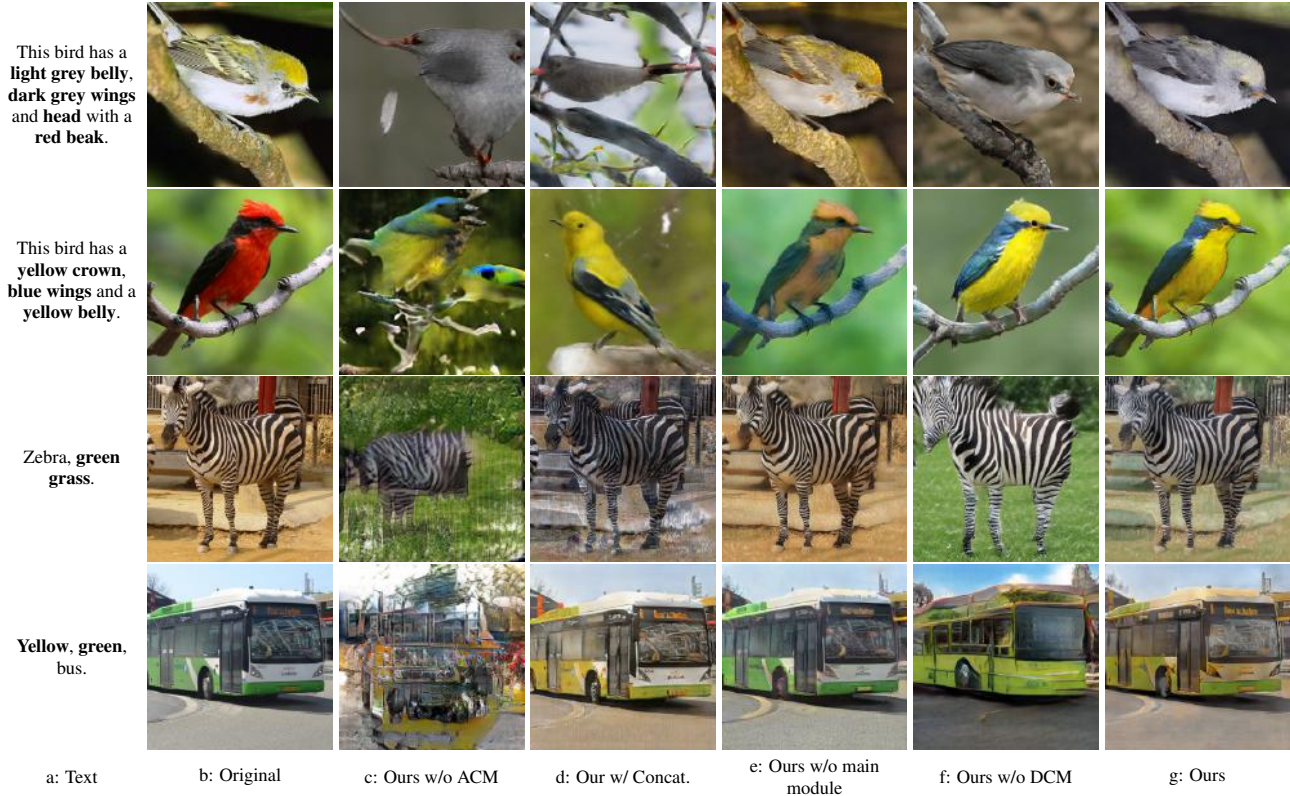 This bird has a
light grey belly,
dark grey wings
and head with a
red beak.
This bird has a
yellow crown,
blue wings and a
yellow belly.
Zebra, green
grass.
Yellow, green,
bus.
a: Text
b: Original
c: Ours w/o ACM
d: Our w/ Concat.
e: Ours w/o main
module
f: Ours w/o DCM
g: Ours